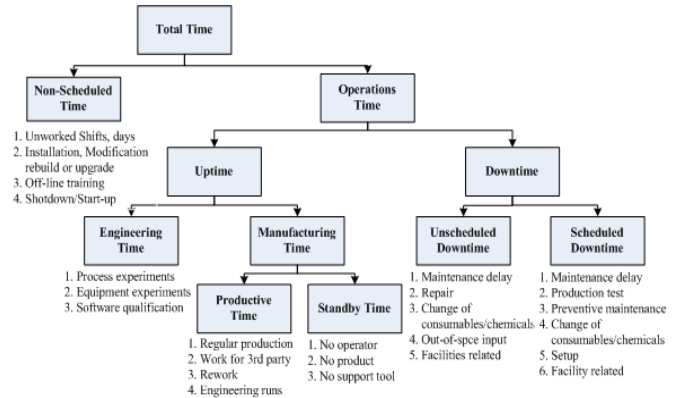 Total Time
Non-Scheduled
Time
Operations
Time
1. Unworked Shifts, days
2. Installation, Modification
rebuild or upgrade
3. Off-line training
4. Shotdown/Start-up
Uptime
Downtime
Engineering
Time
Manufacturing
Time
Unscheduled
Downtime
Scheduled
Downtime
1. Process experiments
2. Equipment experiments
3. Software qualification
Productive
Time
Standby Time
1. Regular production
2. Work for 3rd party
3. Rework
4. Engineering runs
1. No operator
2. No product
3. No support tool
1. Maintenance delay
2. Repair
3. Change of
consumables/chemicals
4. Out-of-spce input
5. Facilities related
1. Maintenance delay
2. Production test
3. Preventive maintenance
4. Change of
consumables/chemicals
5. Setup
6. Facility related